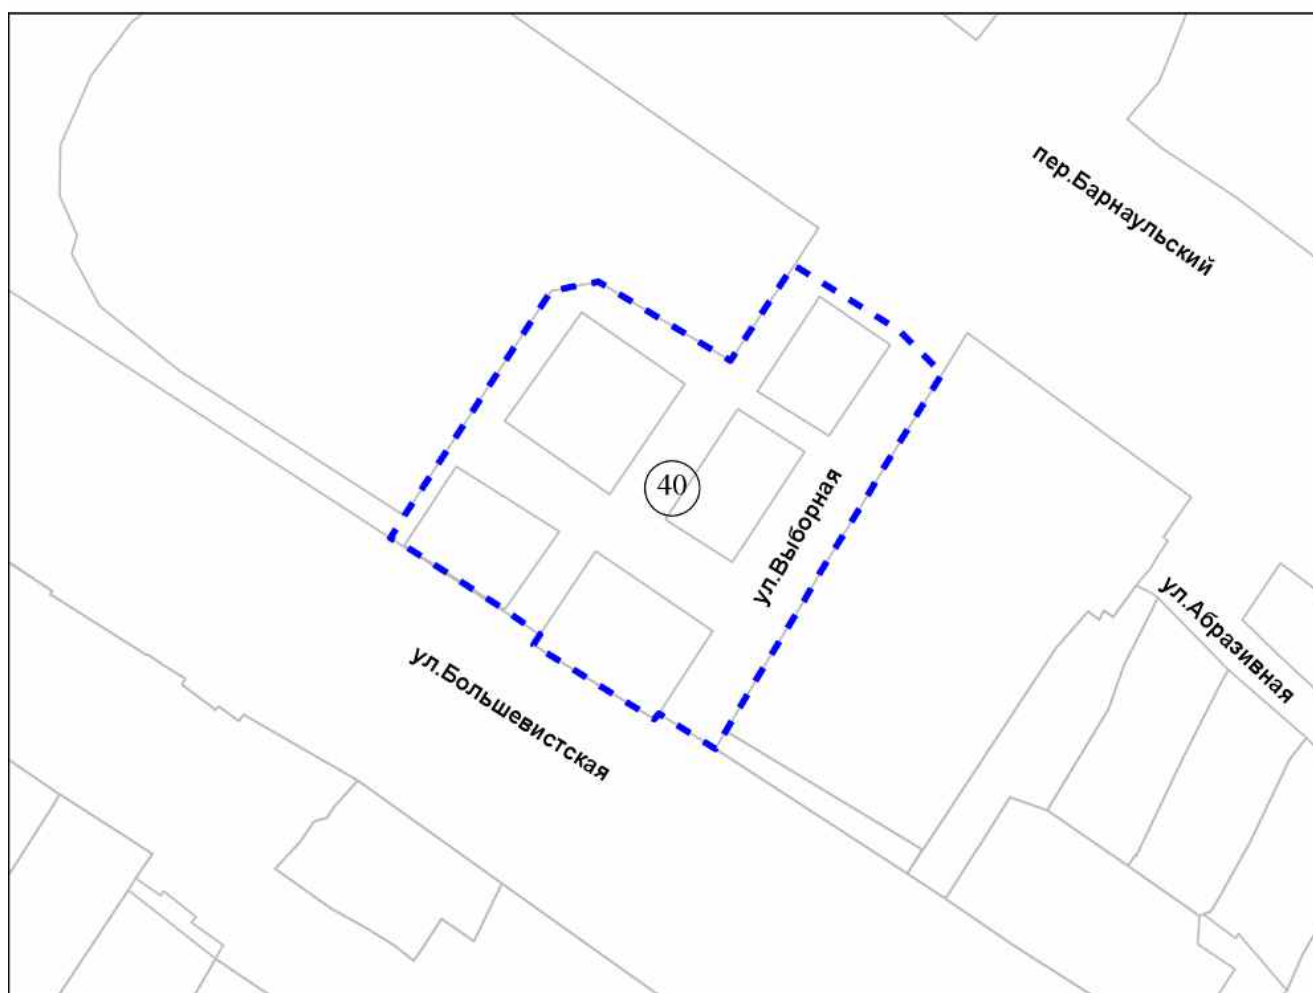 пер.Барнаульский
40
ул.Выборная
ул.Абразивная
ул.Большевистская